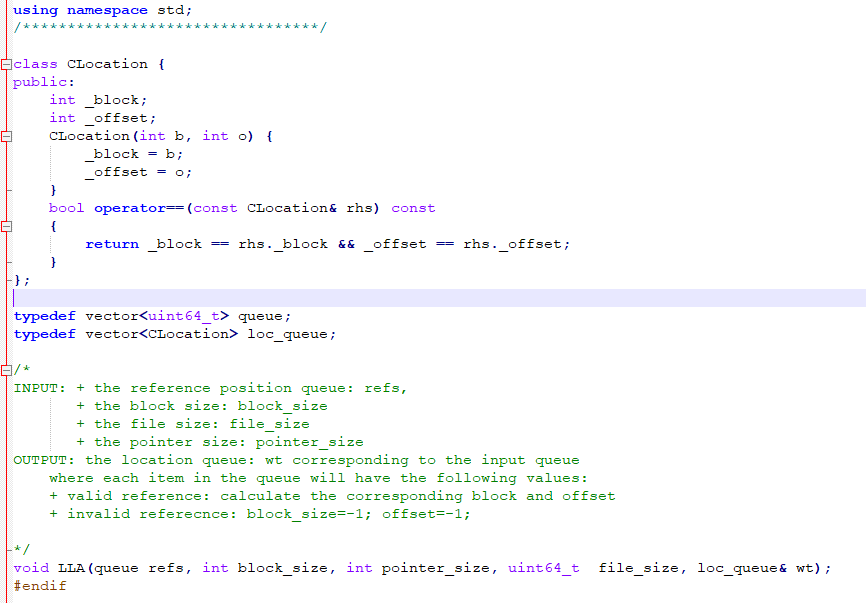 using namespace std;
/*********************************/
class CLocation {
public:
    int _block;
    int _offset;
    CLocation(int b, int o) {
        _block = b;
        _offset = o;
    }
    bool operator==(const CLocation& rhs) const
    {
        return _block == rhs._block && _offset == rhs._offset;
    }
};
typedef vector<uint64_t> queue;
typedef vector<CLocation> loc_queue;
/*
INPUT: + the reference position queue: refs,
       + the block size: block_size
       + the file size: file_size
       + the pointer size: pointer_size
OUTPUT: the location queue: wt corresponding to the input queue
    where each item in the queue will have the following values:
    + valid reference: calculate the corresponding block and offset
    + invalid referecnce: block_size=-1; offset=-1;
*/
void LLA(queue refs, int block_size, int pointer_size, uint64_t  file_size, loc_queue& wt);
#endif